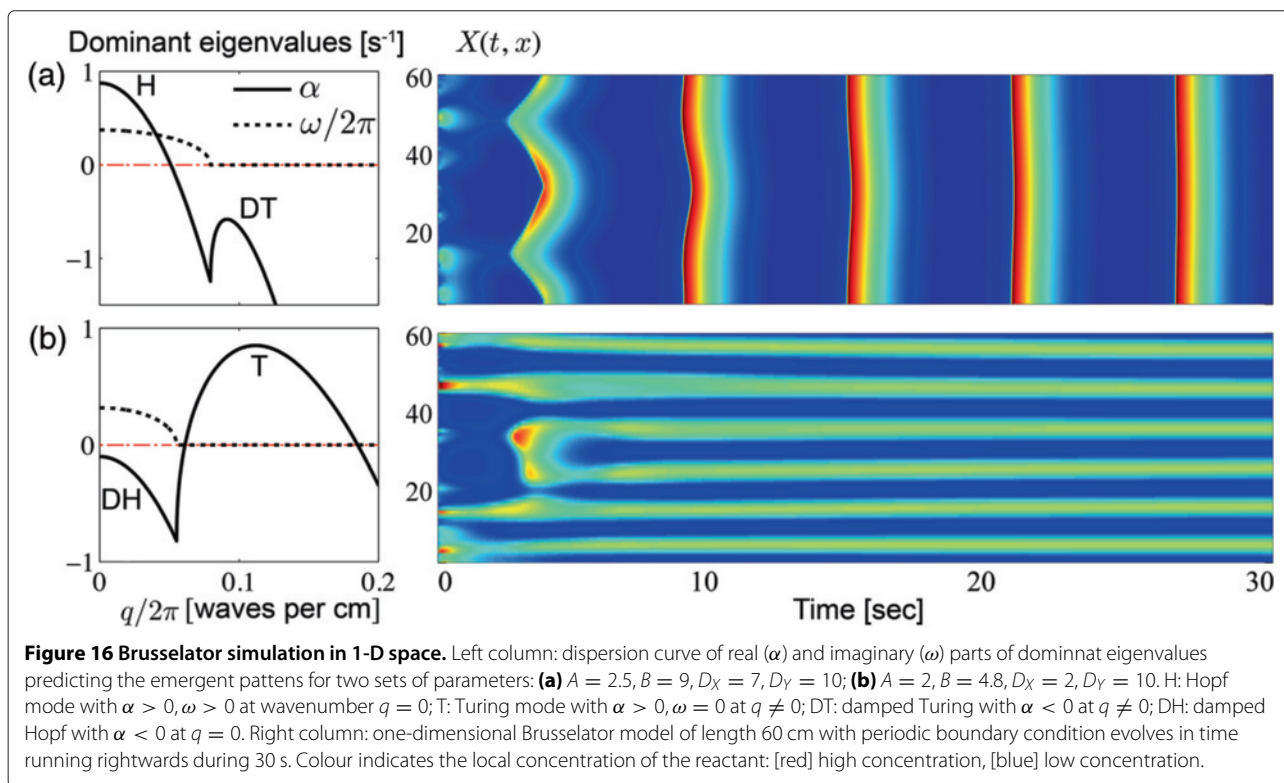 Dominant eigenvalues [s⁻¹]
X(t, x)
(a)
H
α
ω/2π
DT
1
0
−1
60
40
20
(b)
DH
T
1
0
−1
0
0.1
0.2
q/2π [waves per cm]
60
40
20
0
10
20
30
Time [sec]
Figure 16 Brusselator simulation in 1-D space. Left column: dispersion curve of real (α) and imaginary (ω) parts of dominnat eigenvalues
predicting the emergent pattens for two sets of parameters: (a) A = 2.5, B = 9, D_X = 7, D_Y = 10; (b) A = 2, B = 4.8, D_X = 2, D_Y = 10. H: Hopf
mode with α > 0, ω > 0 at wavenumber q = 0; T: Turing mode with α > 0, ω = 0 at q ≠ 0; DT: damped Turing with α < 0 at q ≠ 0; DH: damped
Hopf with α < 0 at q = 0. Right column: one-dimensional Brusselator model of length 60 cm with periodic boundary condition evolves in time
running rightwards during 30 s. Colour indicates the local concentration of the reactant: [red] high concentration, [blue] low concentration.